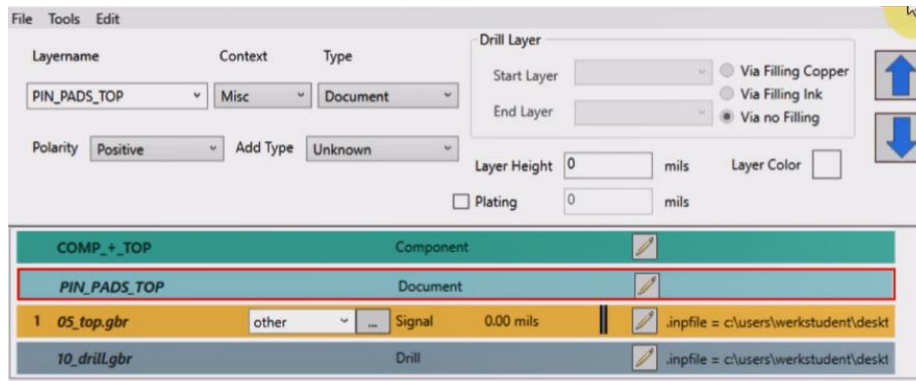 File Tools Edit
Layername Context Type
PIN_PADS_TOP Misc Document
Polarity Positive Add Type Unknown
Drill Layer
Start Layer
End Layer
Via Filling Copper
Via Filling Ink
Via no Filling
Layer Height 0 mils Layer Color
Plating 0 mils
COMP_+_TOP Component
PIN_PADS_TOP Document
1 05_top.gbr other ... Signal 0.00 mils .inpfile = c:\users\werkstudent\deskt
10_drill.gbr Drill .inpfile = c:\users\werkstudent\deskt